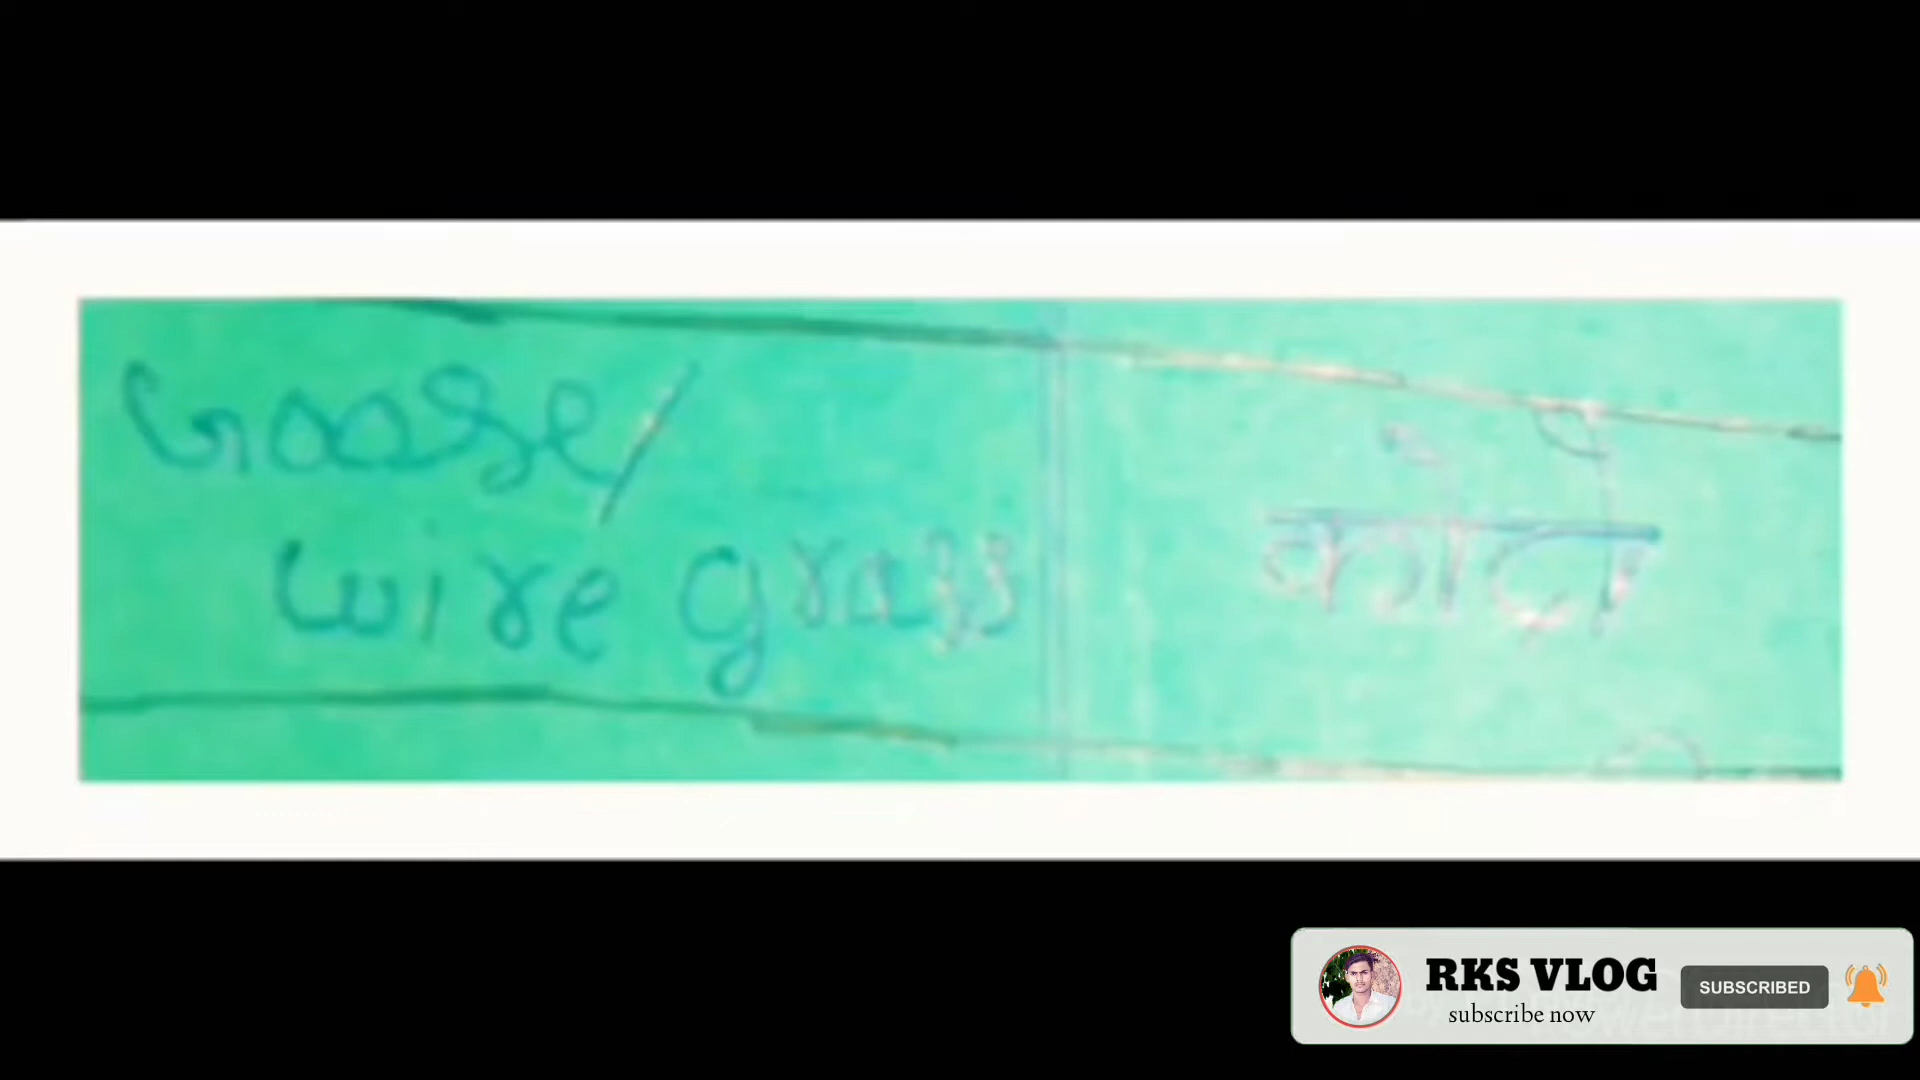 Goose/
wire grass
कोदो
RKS VLOG
subscribe now
SUBSCRIBED